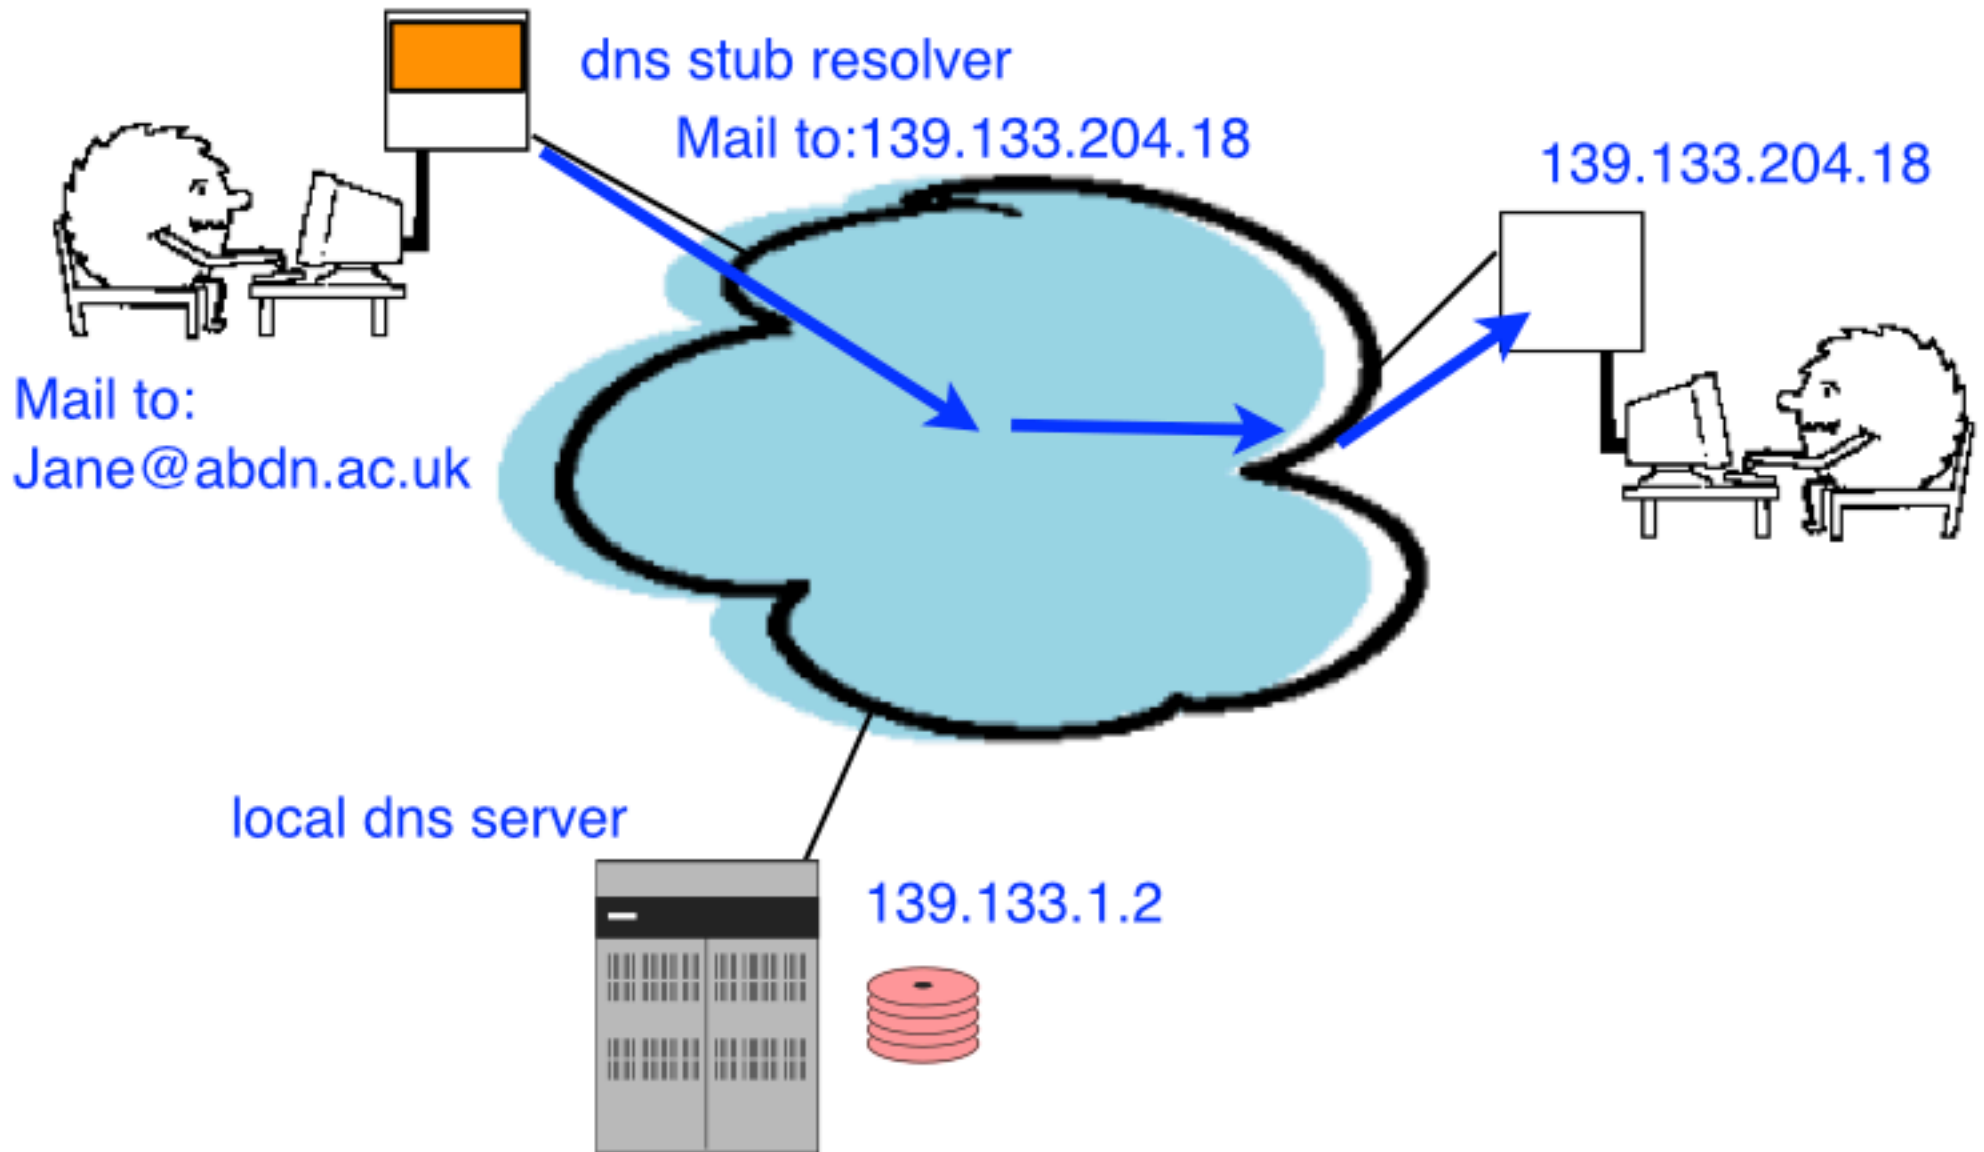 dns stub resolver
Mail to:139.133.204.18
139.133.204.18
Mail to:
Jane@abdn.ac.uk
local dns server
139.133.1.2